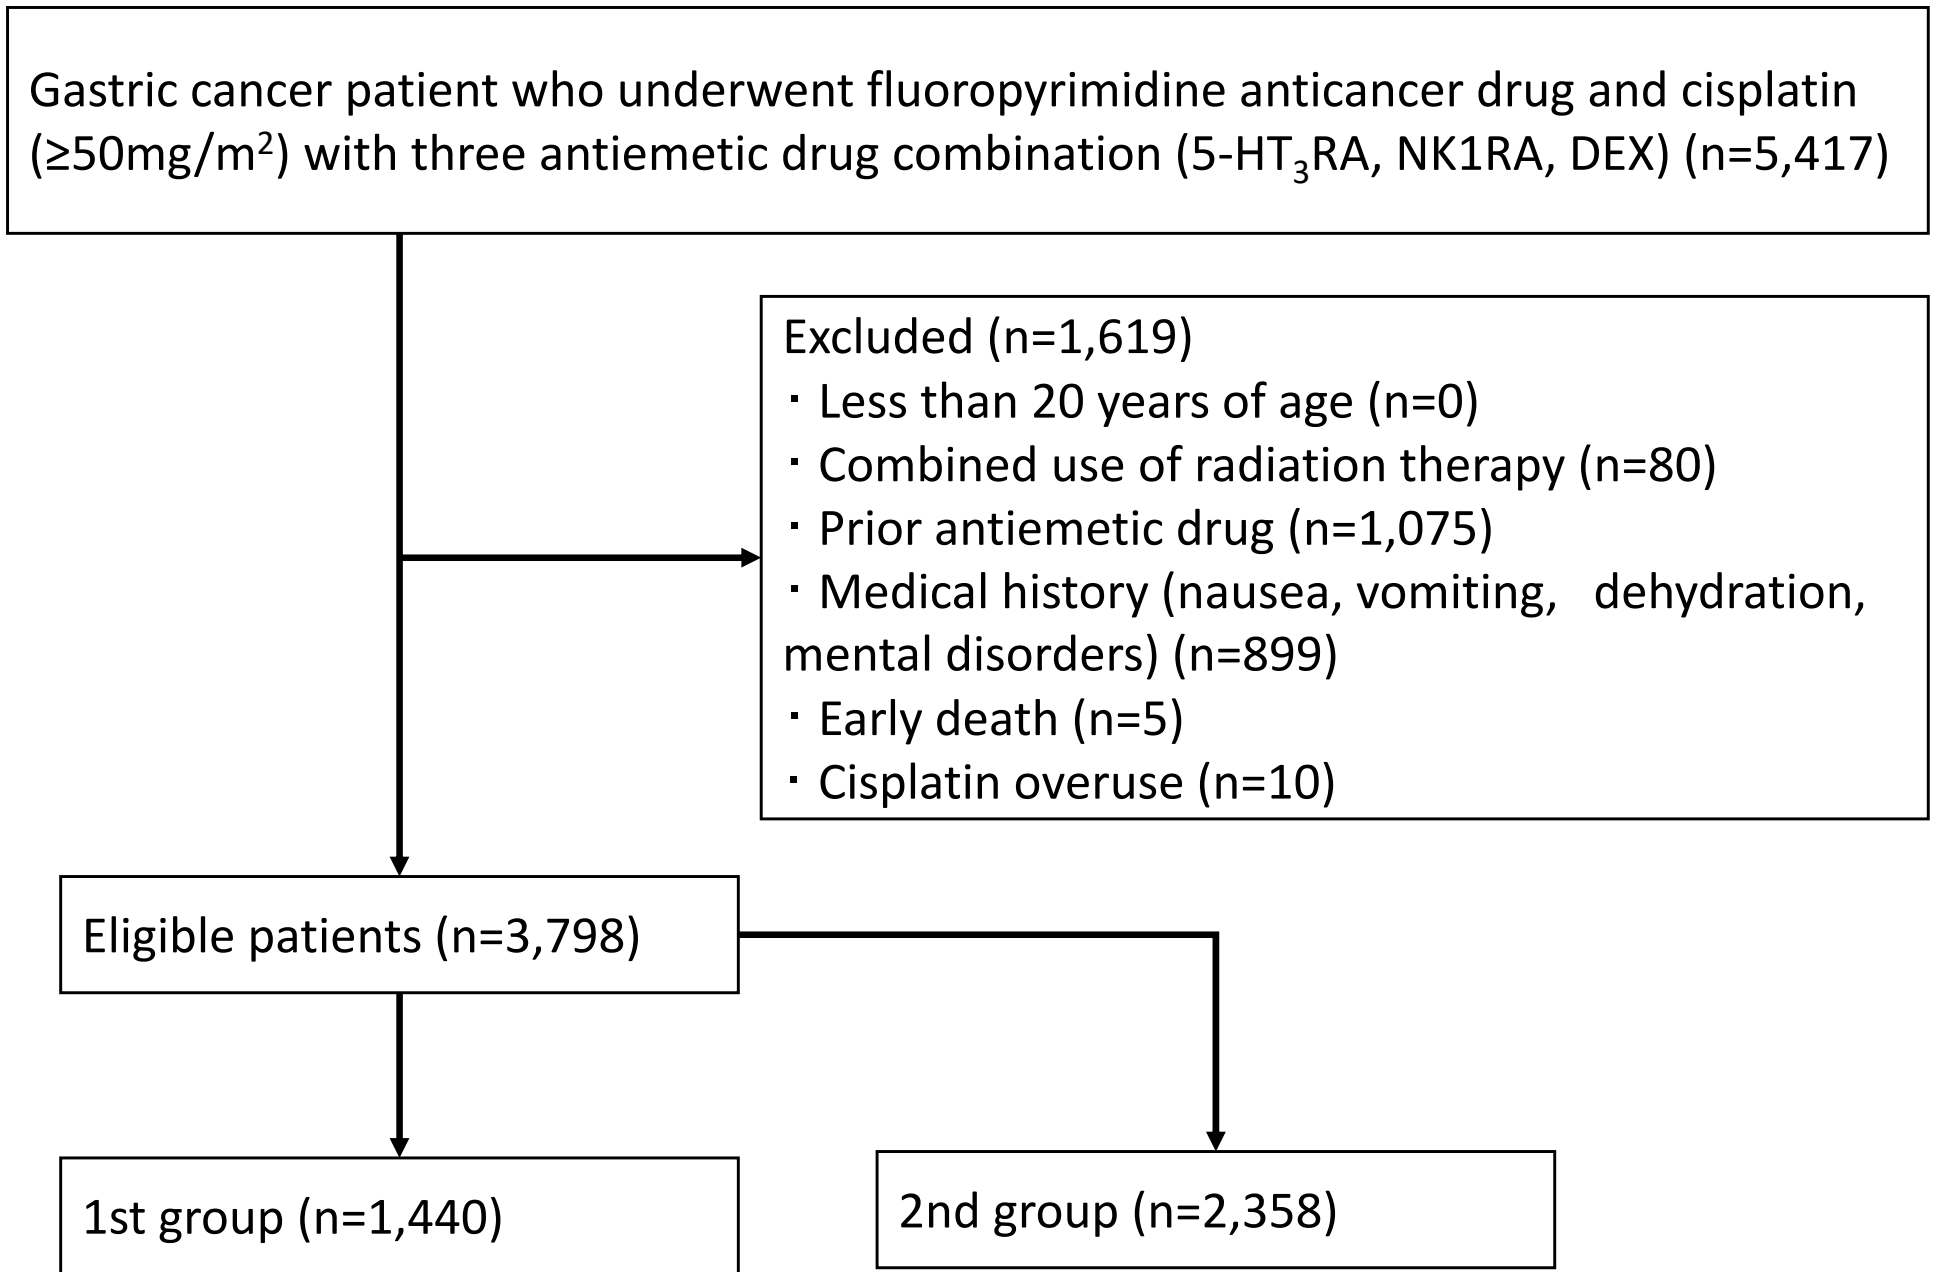 Gastric cancer patient who underwent fluoropyrimidine anticancer drug and cisplatin
(≥50mg/m²) with three antiemetic drug combination (5-HT₃RA, NK1RA, DEX) (n=5,417)
Excluded (n=1,619)
・Less than 20 years of age (n=0)
・Combined use of radiation therapy (n=80)
・Prior antiemetic drug (n=1,075)
・Medical history (nausea, vomiting, dehydration,
mental disorders) (n=899)
・Early death (n=5)
・Cisplatin overuse (n=10)
Eligible patients (n=3,798)
1st group (n=1,440)
2nd group (n=2,358)